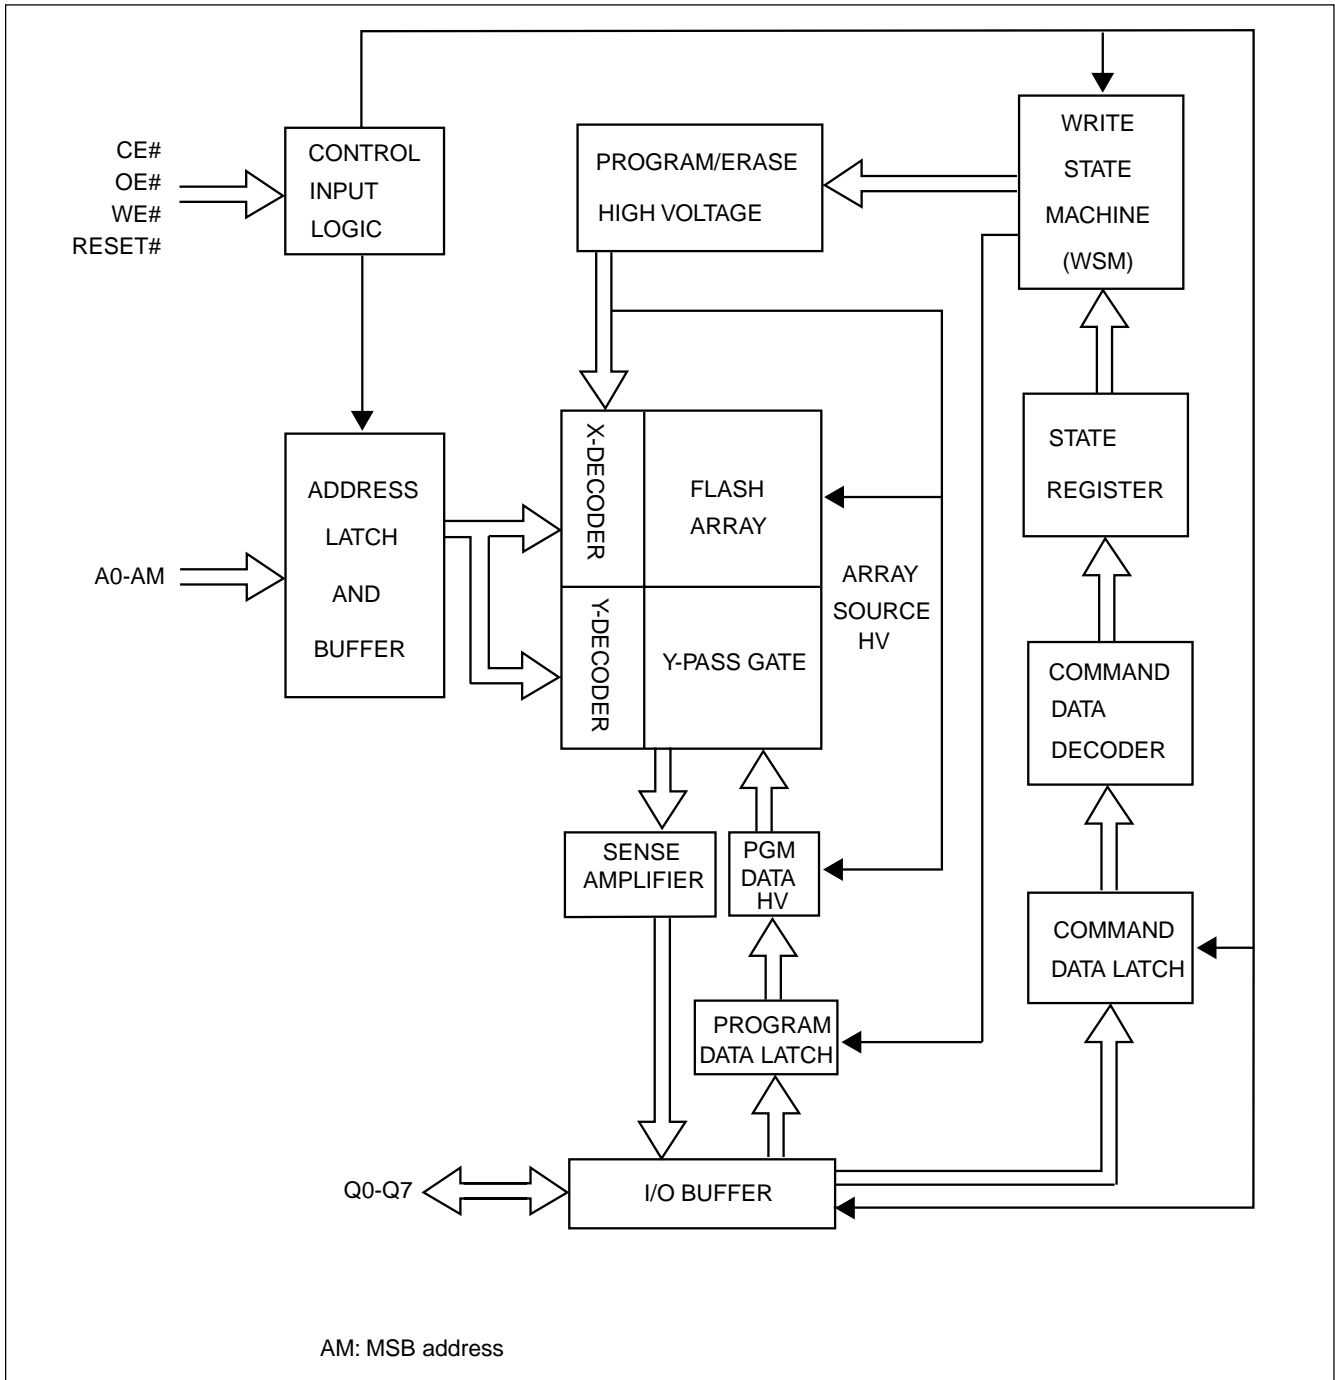 CE#
OE#
WE#
RESET#
CONTROL
INPUT
LOGIC
PROGRAM/ERASE
HIGH VOLTAGE
WRITE
STATE
MACHINE
(WSM)
STATE
REGISTER
A0-AM
ADDRESS
LATCH
AND
BUFFER
X-DECODER
FLASH
ARRAY
Y-DECODER
Y-PASS GATE
ARRAY
SOURCE
HV
COMMAND
DATA
DECODER
SENSE
AMPLIFIER
PGM
DATA
HV
COMMAND
DATA LATCH
PROGRAM
DATA LATCH
Q0-Q7
I/O BUFFER
AM: MSB address